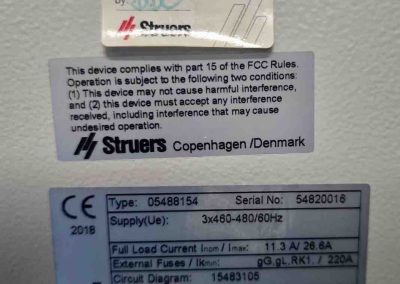 By:
Struers
This device complies with part 15 of the FCC Rules.
Operation is subject to the following two conditions:
(1) This device may not cause harmful interference,
and (2) this device must accept any interference
received, including interference that may cause
undesired operation.
Struers Copenhagen /Denmark
CE
2018
Type: 05488154 Serial No: 54820016
Supply(Ue): 3x460-480/60Hz
Full Load Current Inom / Imax: 11.3 A/ 26.6A
External Fuses / Ikmin: gG,gL,RK1. / 220A
Circuit Diagram: 15483105